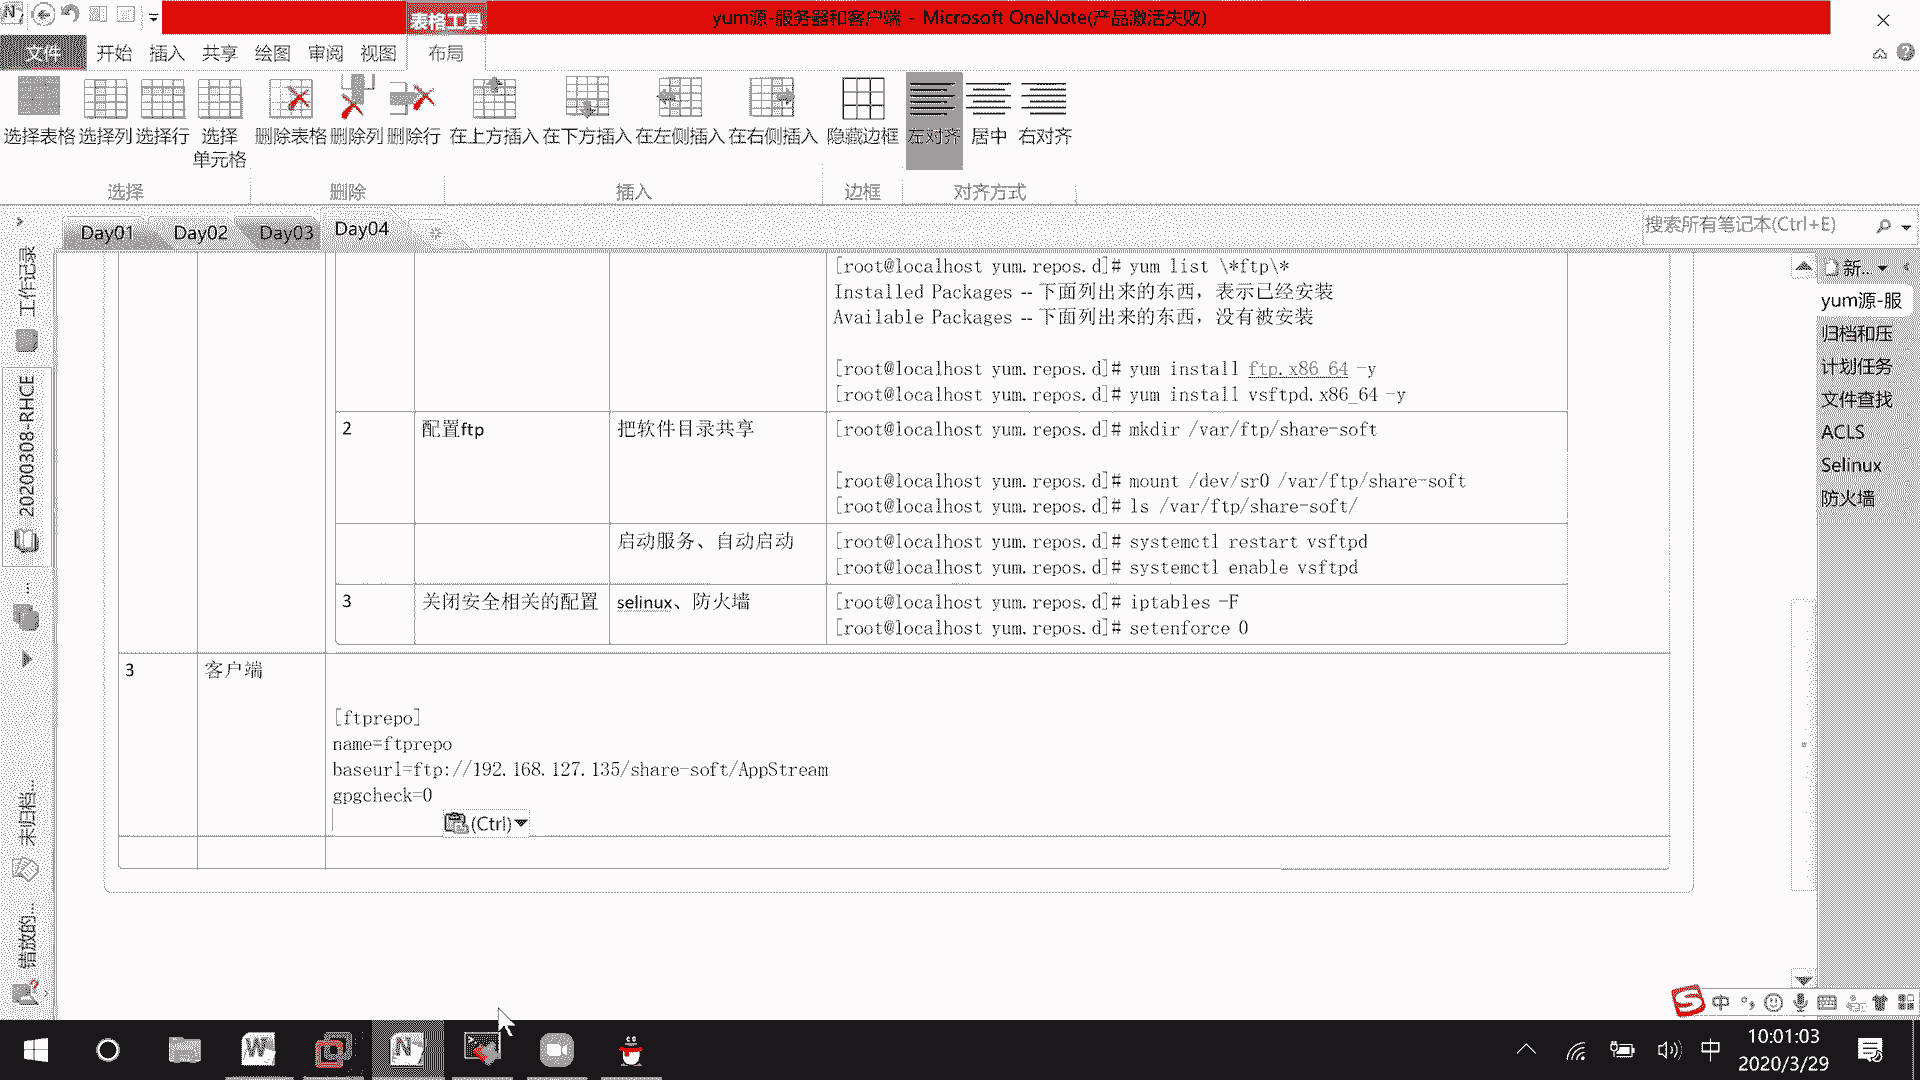 表格工具
yum源-服务器和客户端 - Microsoft OneNote(产品激活失败)
文件 开始 插入 共享 绘图 审阅 视图 布局
选择表格 选择列 选择行 选择单元格 删除表格 删除列 删除行 在上方插入 在下方插入 在左侧插入 在右侧插入 隐藏边框 左对齐 居中 右对齐
选择 删除 插入 边框 对齐方式
Day01 Day02 Day03 Day04
搜索所有笔记本(Ctrl+E)
工作记录
20200308-RHCE
未归档...
错放的...
[root@localhost yum.repos.d]# yum list \*ftp\*
Installed Packages -- 下面列出来的东西，表示已经安装
Available Packages -- 下面列出来的东西，没有被安装
[root@localhost yum.repos.d]# yum install ftp.x86_64 -y
[root@localhost yum.repos.d]# yum install vsftpd.x86_64 -y
2 配置ftp 把软件目录共享 [root@localhost yum.repos.d]# mkdir /var/ftp/share-soft
[root@localhost yum.repos.d]# mount /dev/sr0 /var/ftp/share-soft
[root@localhost yum.repos.d]# ls /var/ftp/share-soft/
启动服务、自动启动 [root@localhost yum.repos.d]# systemctl restart vsftpd
[root@localhost yum.repos.d]# systemctl enable vsftpd
3 关闭安全相关的配置 selinux、防火墙 [root@localhost yum.repos.d]# iptables -F
[root@localhost yum.repos.d]# setenforce 0
3 客户端
[ftprepo]
name=ftprepo
baseurl=ftp://192.168.127.135/share-soft/AppStream
gpgcheck=0
(Ctrl)
新...
yum源-服
归档和压
计划任务
文件查找
ACLS
Selinux
防火墙
中
中 10:01:03
2020/3/29